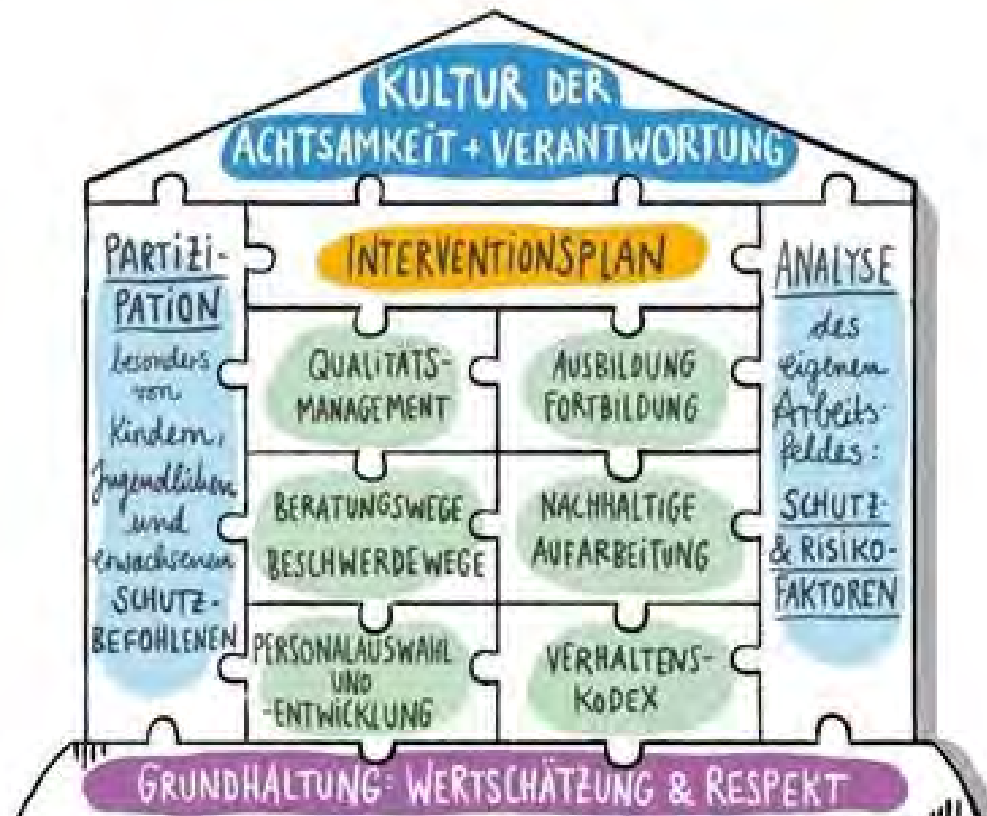 KULTUR DER
ACHTSAMKEIT + VERANTWORTUNG
PARTIZI-
PATION
besonders
von
Kindern,
Jugendlichen
und
erwachsenen
SCHUTZ-
BEFOHLENEN
INTERVENTIONSPLAN
QUALITÄTS-
MANAGEMENT
AUSBILDUNG
FORTBILDUNG
BERATUNGSWEGE
BESCHWERDEWEGE
NACHHALTIGE
AUFARBEITUNG
PERSONALAUSWAHL
UND
-ENTWICKLUNG
VERHALTENS-
KODEX
ANALYSE
des
eigenen
Arbeits-
feldes:
SCHUTZ-
& RISIKO-
FAKTOREN
GRUNDHALTUNG: WERTSCHÄTZUNG & RESPEKT